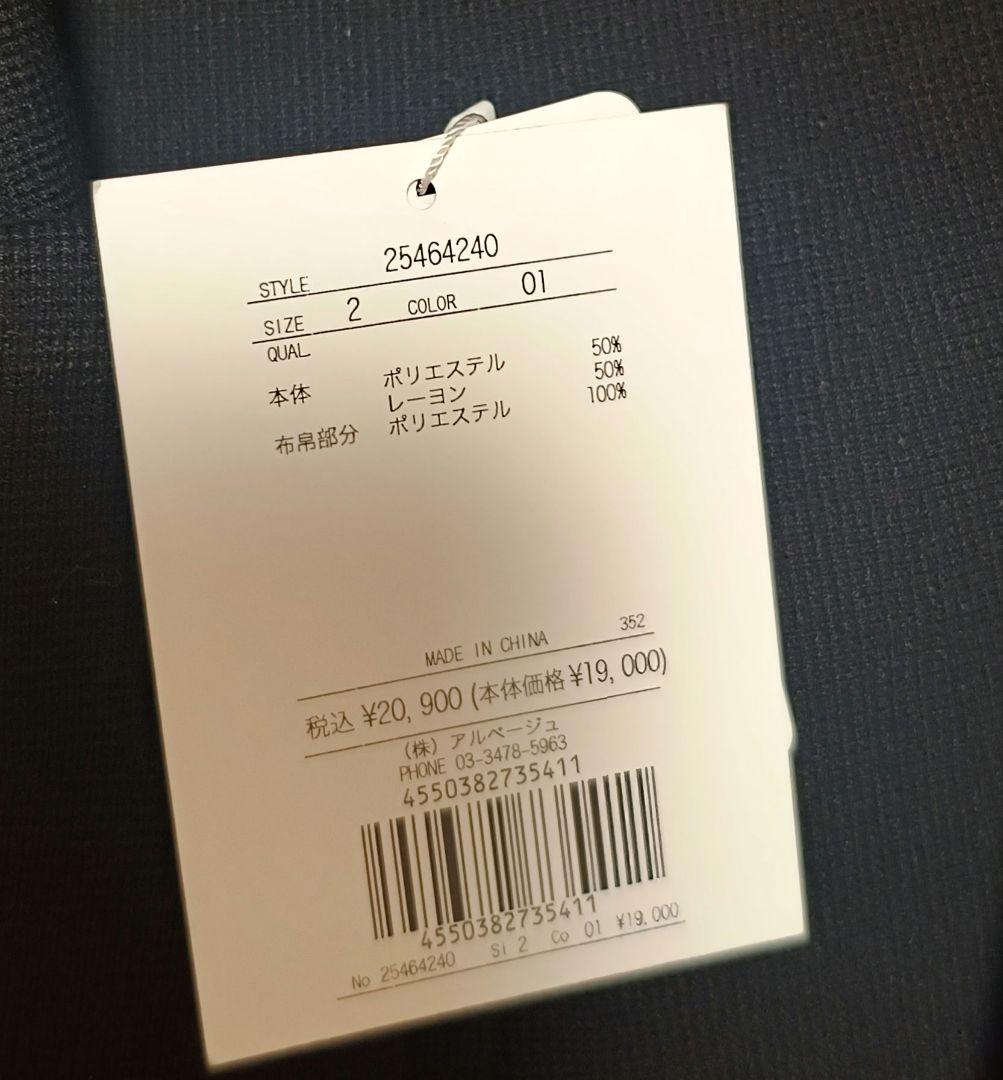 STYLE 25464240
SIZE 2 COLOR 01
QUAL
本体 ポリエステル 50%
レーヨン 50%
布帛部分 ポリエステル 100%
MADE IN CHINA 352
税込 ¥20,900 (本体価格¥19,000)
(株) アルページュ
PHONE 03-3478-5963
4550382735411
4550382735411
No 25464240 Si 2 Co 01 ¥19,000